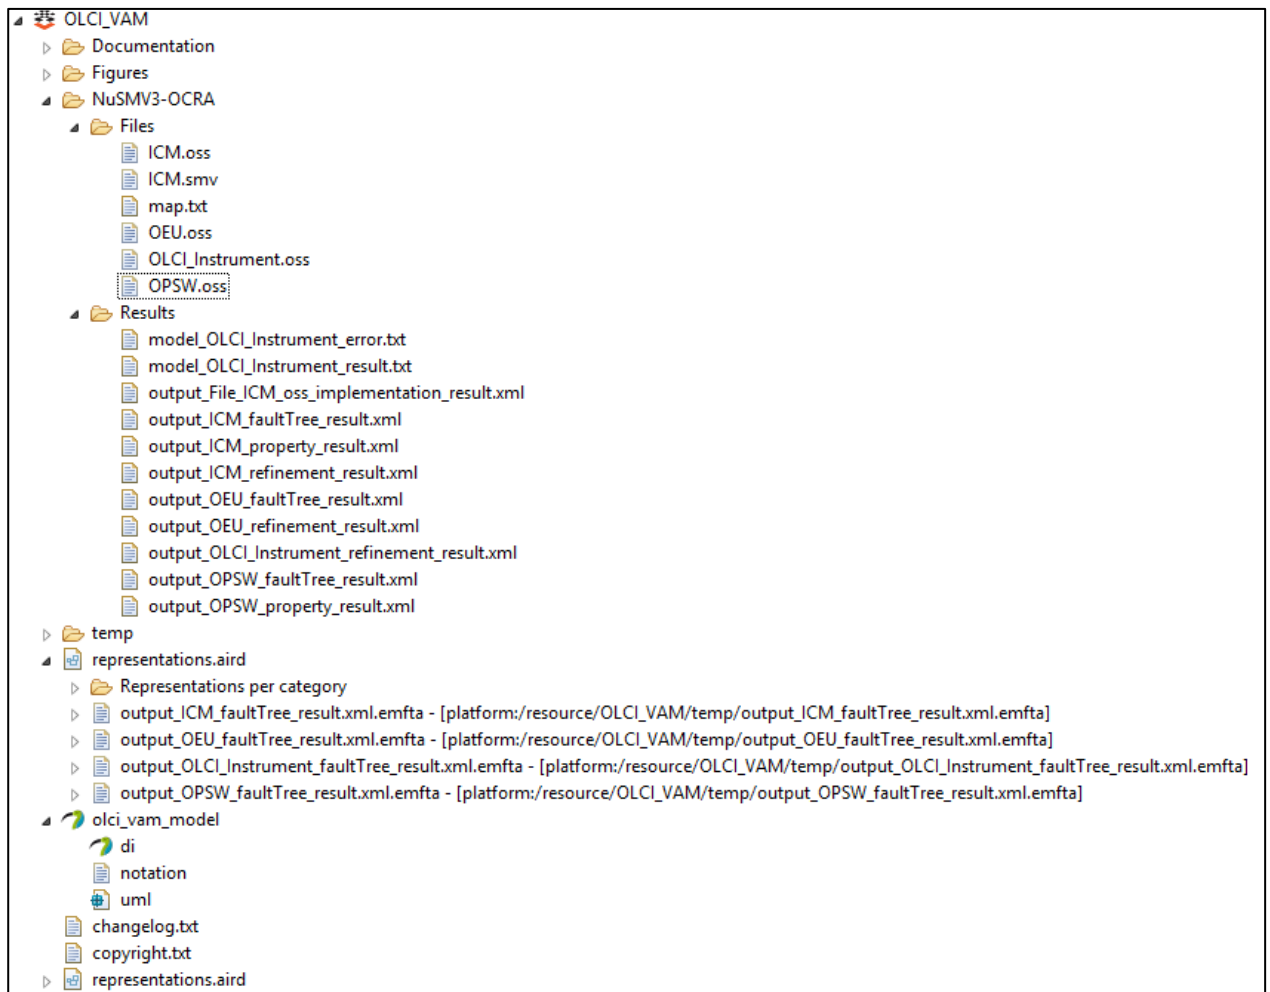 OLCI_VAM
Documentation
Figures
NuSMV3-OCRA
Files
ICM.oss
ICM.smv
map.txt
OEU.oss
OLCI_Instrument.oss
OPSW.oss
Results
model_OLCI_Instrument_error.txt
model_OLCI_Instrument_result.txt
output_File_ICM_oss_implementation_result.xml
output_ICM_faultTree_result.xml
output_ICM_property_result.xml
output_ICM_refinement_result.xml
output_OEU_faultTree_result.xml
output_OEU_refinement_result.xml
output_OLCI_Instrument_refinement_result.xml
output_OPSW_faultTree_result.xml
output_OPSW_property_result.xml
temp
representations.aird
Representations per category
output_ICM_faultTree_result.xml.emfta - [platform:/resource/OLCI_VAM/temp/output_ICM_faultTree_result.xml.emfta]
output_OEU_faultTree_result.xml.emfta - [platform:/resource/OLCI_VAM/temp/output_OEU_faultTree_result.xml.emfta]
output_OLCI_Instrument_faultTree_result.xml.emfta - [platform:/resource/OLCI_VAM/temp/output_OLCI_Instrument_faultTree_result.xml.emfta]
output_OPSW_faultTree_result.xml.emfta - [platform:/resource/OLCI_VAM/temp/output_OPSW_faultTree_result.xml.emfta]
olci_vam_model
di
notation
uml
changelog.txt
copyright.txt
representations.aird